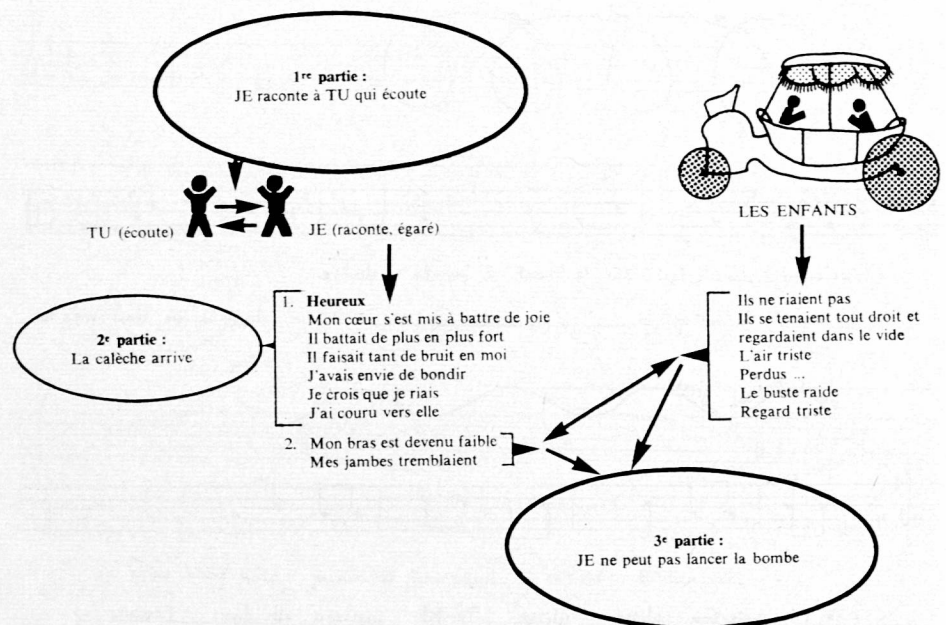 1re partie :
JE raconte à TU qui écoute
TU (écoute)
JE (raconte, égaré)
LES ENFANTS
2e partie :
La calèche arrive
1. Heureux
Mon cœur s'est mis à battre de joie
Il battait de plus en plus fort
Il faisait tant de bruit en moi
J'avais envie de bondir
Je crois que je riais
J'ai couru vers elle
2. Mon bras est devenu faible
Mes jambes tremblaient
Ils ne riaient pas
Ils se tenaient tout droit et
regardaient dans le vide
L'air triste
Perdus ...
Le buste raide
Regard triste
3e partie :
JE ne peut pas lancer la bombe